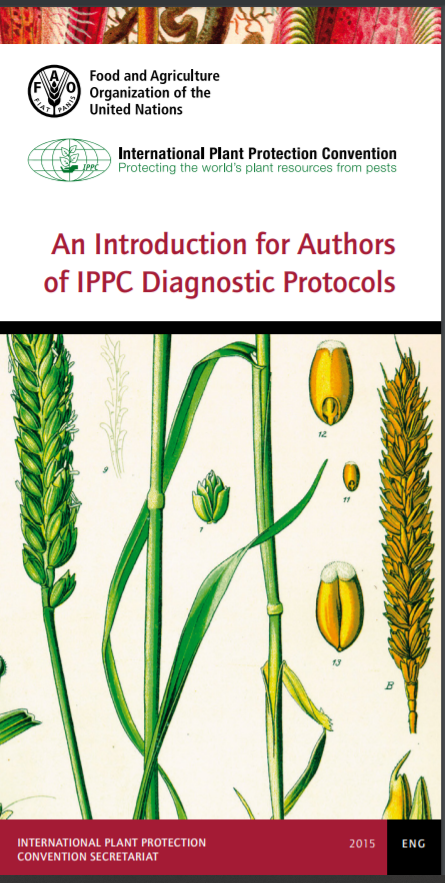 F A O
FIAT PANIS
Food and Agriculture
Organization of the
United Nations
IPPC
International Plant Protection Convention
Protecting the world's plant resources from pests
An Introduction for Authors
of IPPC Diagnostic Protocols
12
9
11
1
13
B
INTERNATIONAL PLANT PROTECTION
CONVENTION SECRETARIAT
2015
ENG